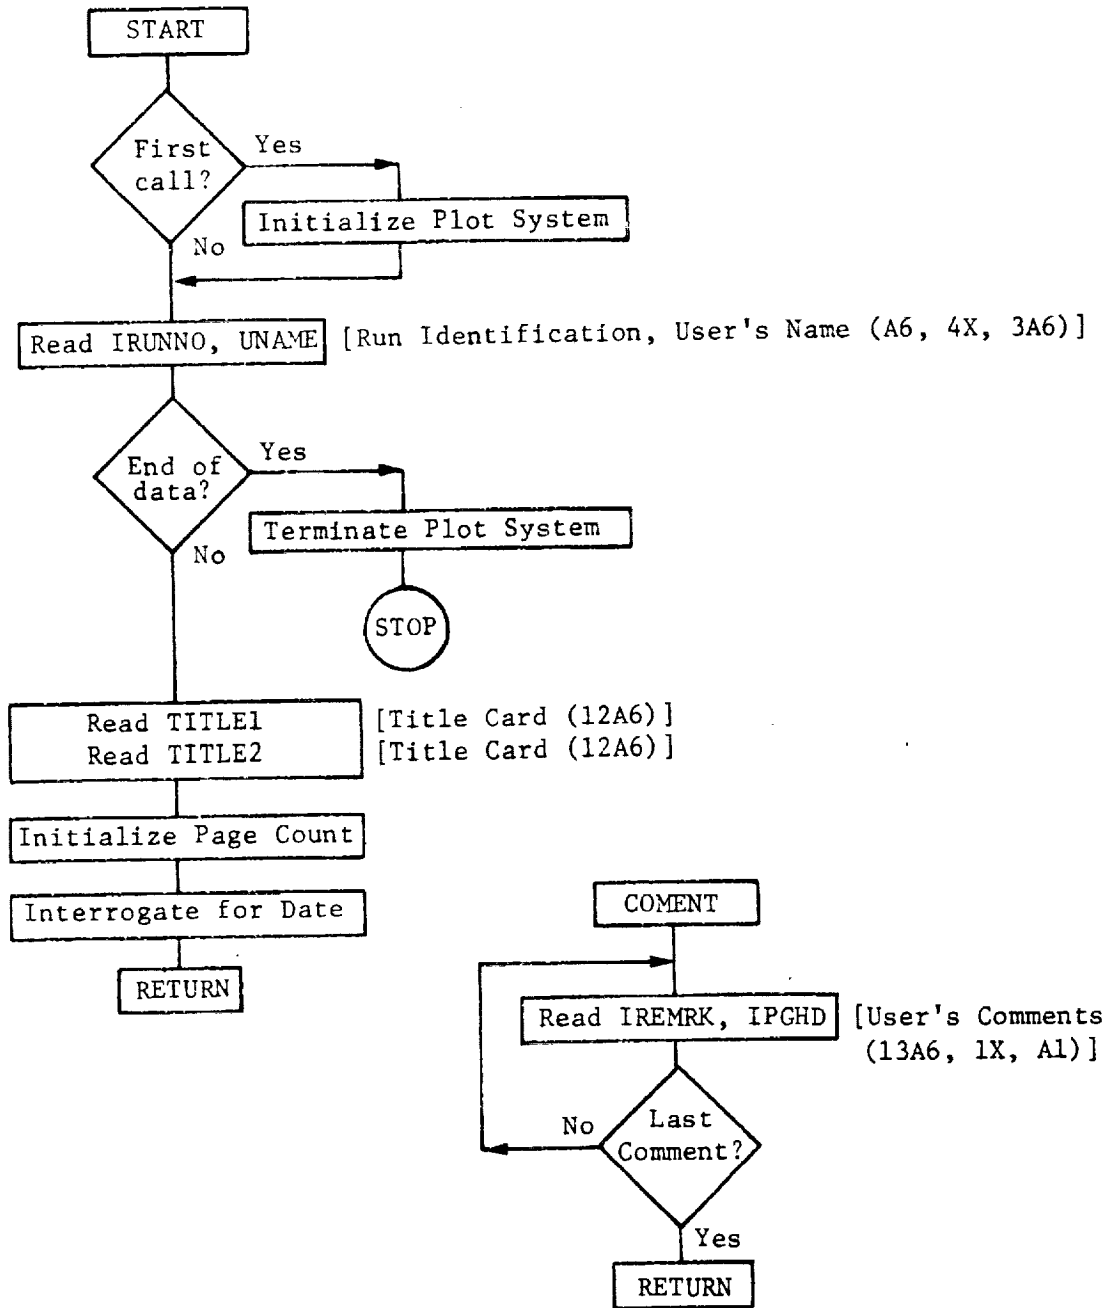 START
First
call?
Yes
Initialize Plot System
No
Read IRUNNO, UNAME [Run Identification, User's Name (A6, 4X, 3A6)]
End of
data?
Yes
Terminate Plot System
No
STOP
Read TITLE1 [Title Card (12A6)]
Read TITLE2 [Title Card (12A6)]
Initialize Page Count
Interrogate for Date
RETURN
COMENT
Read IREMRK, IPGHD [User's Comments
(13A6, 1X, A1)]
No
Last
Comment?
Yes
RETURN